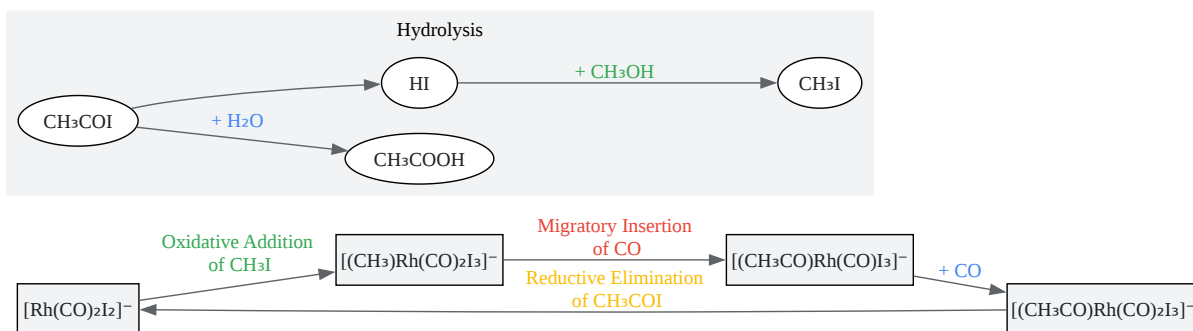 Hydrolysis
CH₃COI
HI
+ CH₃OH
CH₃I
+ H₂O
CH₃COOH
Oxidative Addition
of CH₃I
[(CH₃)Rh(CO)₂I₃]⁻
Migratory Insertion
of CO
[(CH₃CO)Rh(CO)I₃]⁻
+ CO
Reductive Elimination
of CH₃COI
[Rh(CO)₂I₂]⁻
[(CH₃CO)Rh(CO)₂I₃]⁻